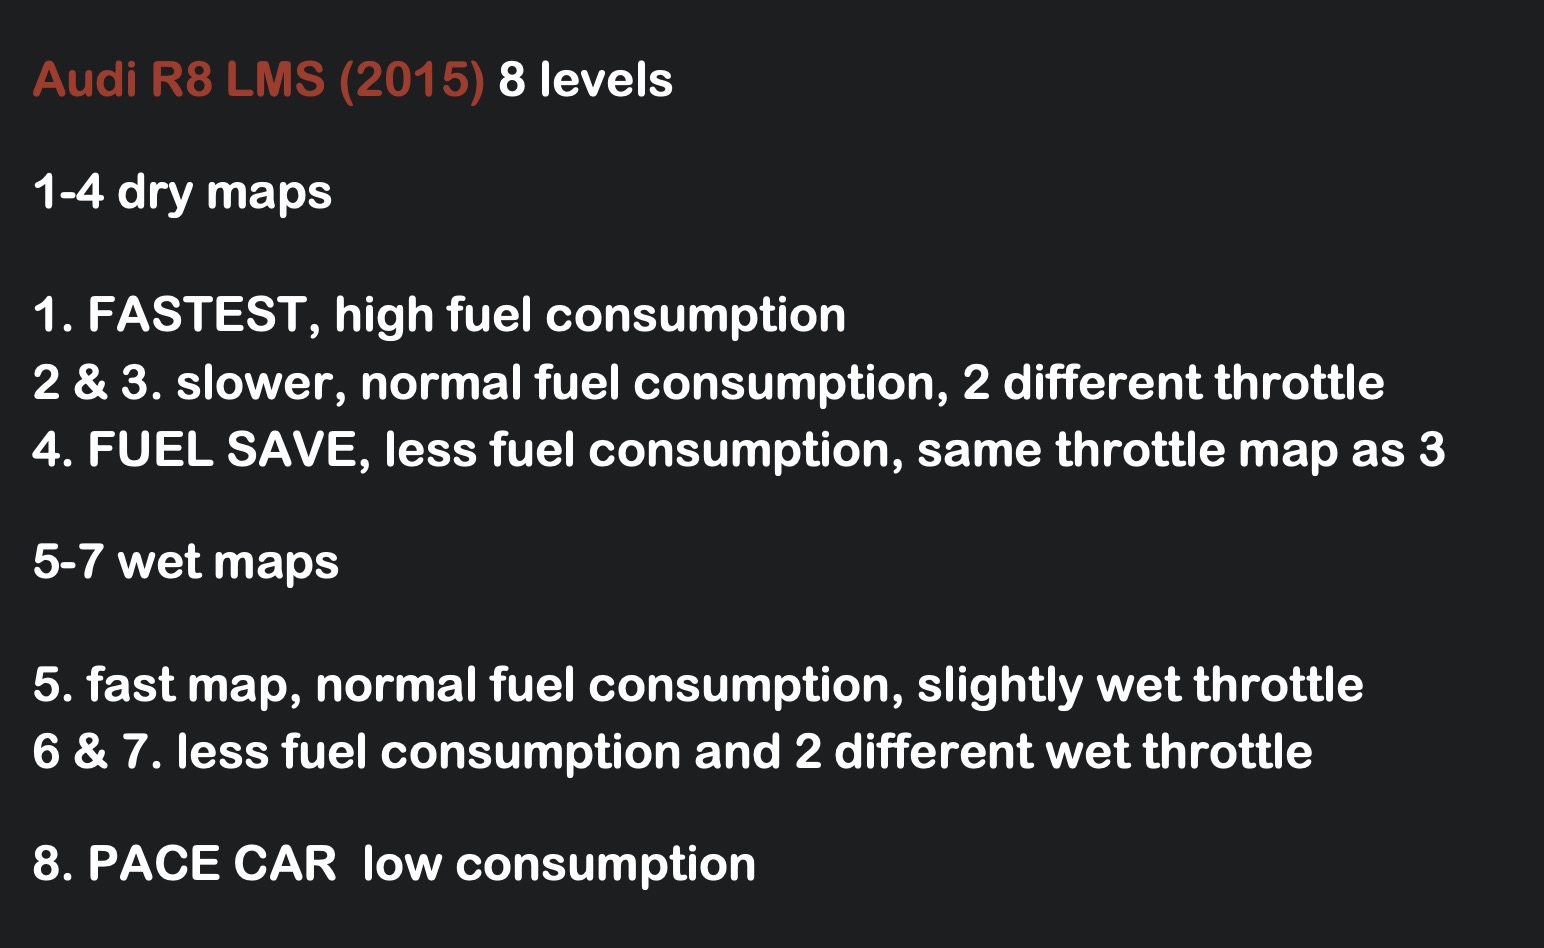 Audi R8 LMS (2015) 8 levels
1-4 dry maps
1. FASTEST, high fuel consumption
2 & 3. slower, normal fuel consumption, 2 different throttle
4. FUEL SAVE, less fuel consumption, same throttle map as 3
5-7 wet maps
5. fast map, normal fuel consumption, slightly wet throttle
6 & 7. less fuel consumption and 2 different wet throttle
8. PACE CAR  low consumption